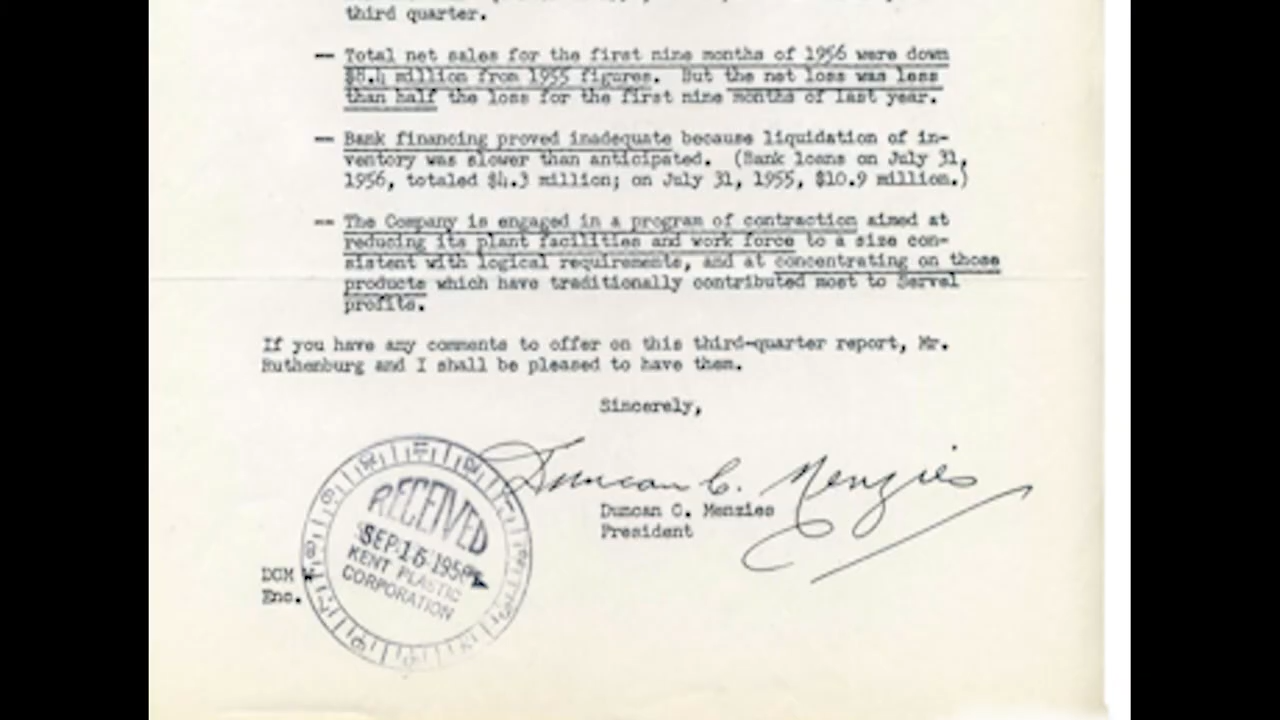 third quarter.
-- Total net sales for the first nine months of 1956 were down
$8.4 million from 1955 figures. But the net loss was less
than half the loss for the first nine months of last year.
-- Bank financing proved inadequate because liquidation of in-
ventory was slower than anticipated. (Bank loans on July 31,
1956, totaled $4.3 million; on July 31, 1955, $10.9 million.)
-- The Company is engaged in a program of contraction aimed at
reducing its plant facilities and work force to a size con-
sistent with logical requirements, and at concentrating on those
products which have traditionally contributed most to Servel
profits.
If you have any comments to offer on this third-quarter report, Mr.
Ruthenburg and I shall be pleased to have them.
Sincerely,
Duncan C. Menzies
Duncan C. Menzies
President
RECEIVED
SEP 16 1956
KENT PLASTIC
CORPORATION
DCM
Enc.